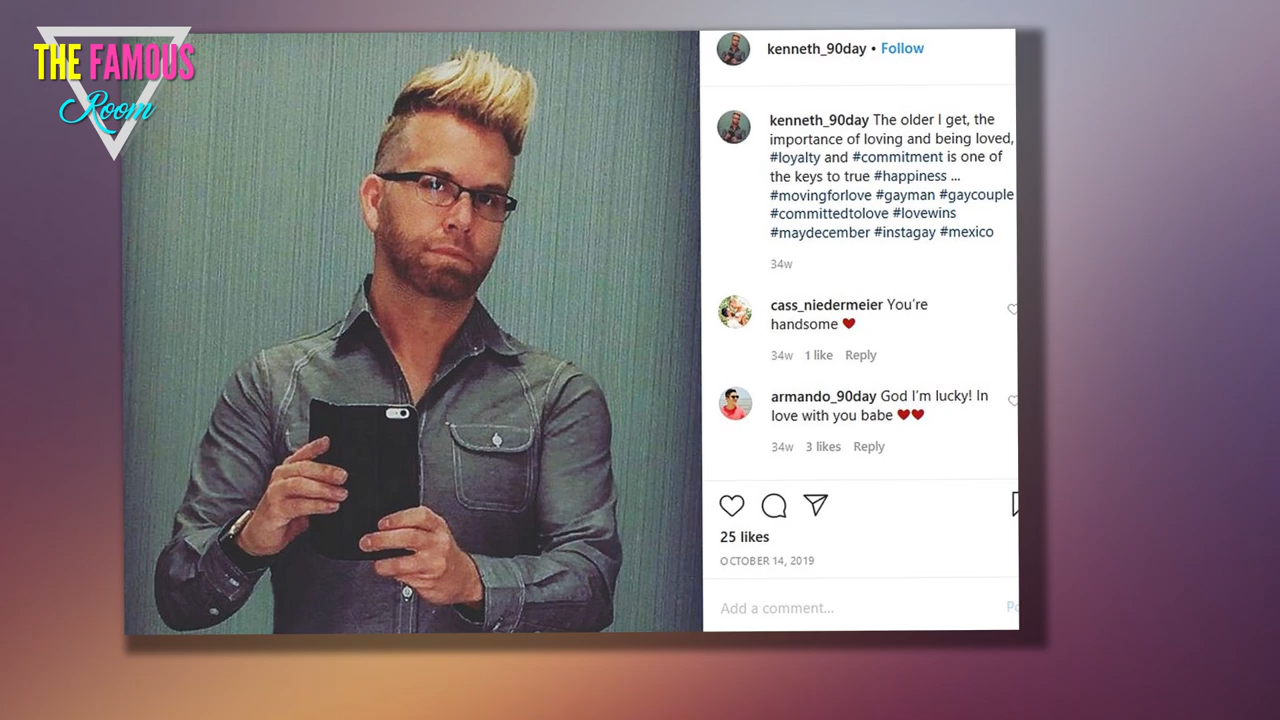 THE FAMOUS
Room
kenneth_90day • Follow
kenneth_90day The older I get, the
importance of loving and being loved,
#loyalty and #commitment is one of
the keys to true #happiness ...
#movingforlove #gayman #gaycouple
#committedtolove #lovewins
#maydecember #instagay #mexico
34w
cass_niedermeier You're
handsome ❤
34w 1 like Reply
armando_90day God I'm lucky! In
love with you babe ❤❤
34w 3 likes Reply
25 likes
OCTOBER 14, 2019
Add a comment...